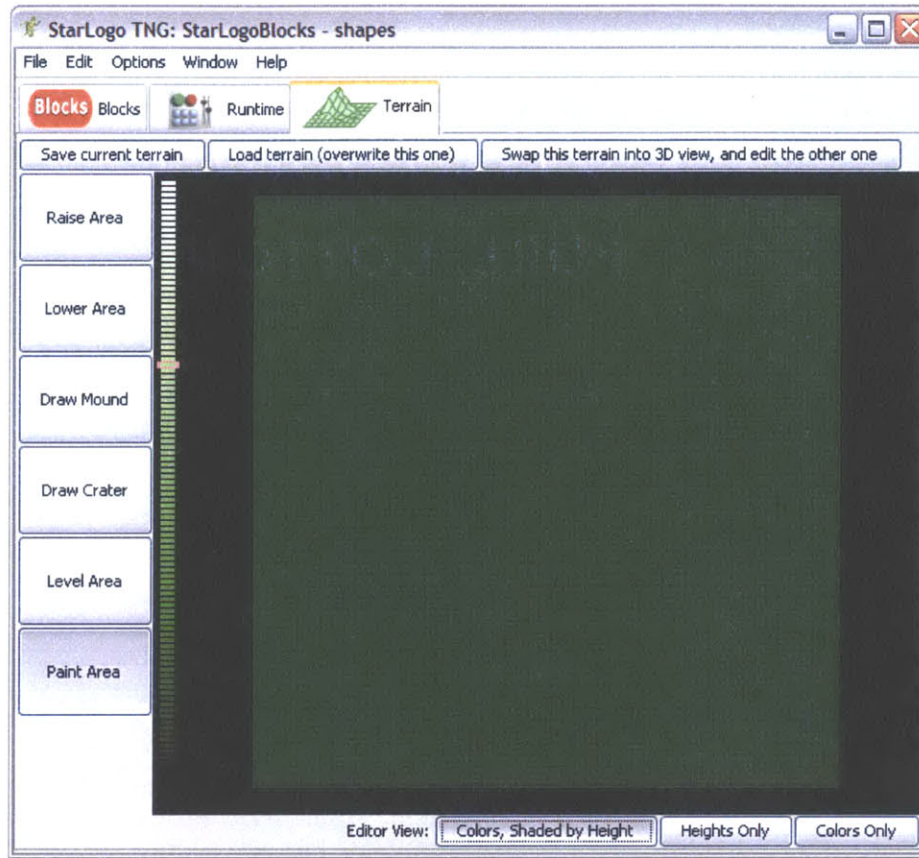 StarLogo TNG: StarLogoBlocks - shapes
File Edit Options Window Help
Blocks Blocks Runtime Terrain
Save current terrain Load terrain (overwrite this one) Swap this terrain into 3D view, and edit the other one
Raise Area
Lower Area
Draw Mound
Draw Crater
Level Area
Paint Area
Editor View: Colors, Shaded by Height Heights Only Colors Only